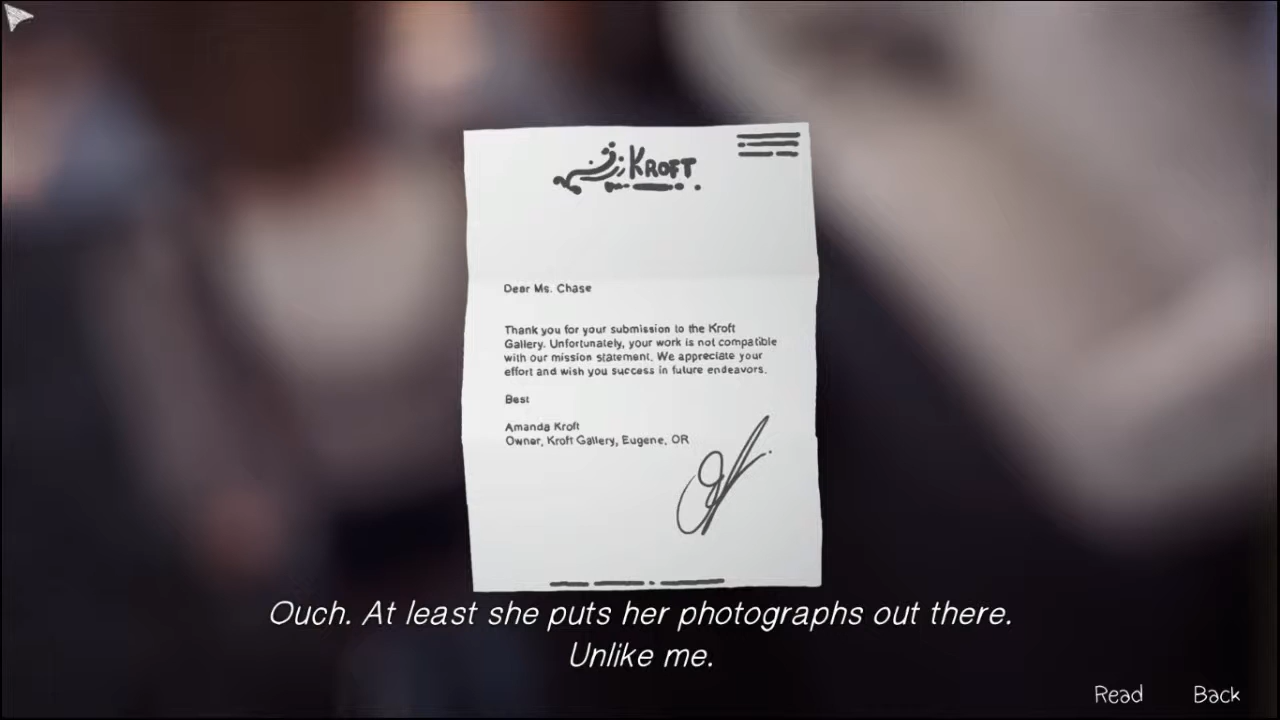 KROFT
Dear Ms. Chase
Thank you for your submission to the Kroft
Gallery. Unfortunately, your work is not compatible
with our mission statement. We appreciate your
effort and wish you success in future endeavors.
Best
Amanda Kroft
Owner, Kroft Gallery, Eugene, OR
Ouch. At least she puts her photographs out there.
Unlike me.
Read Back